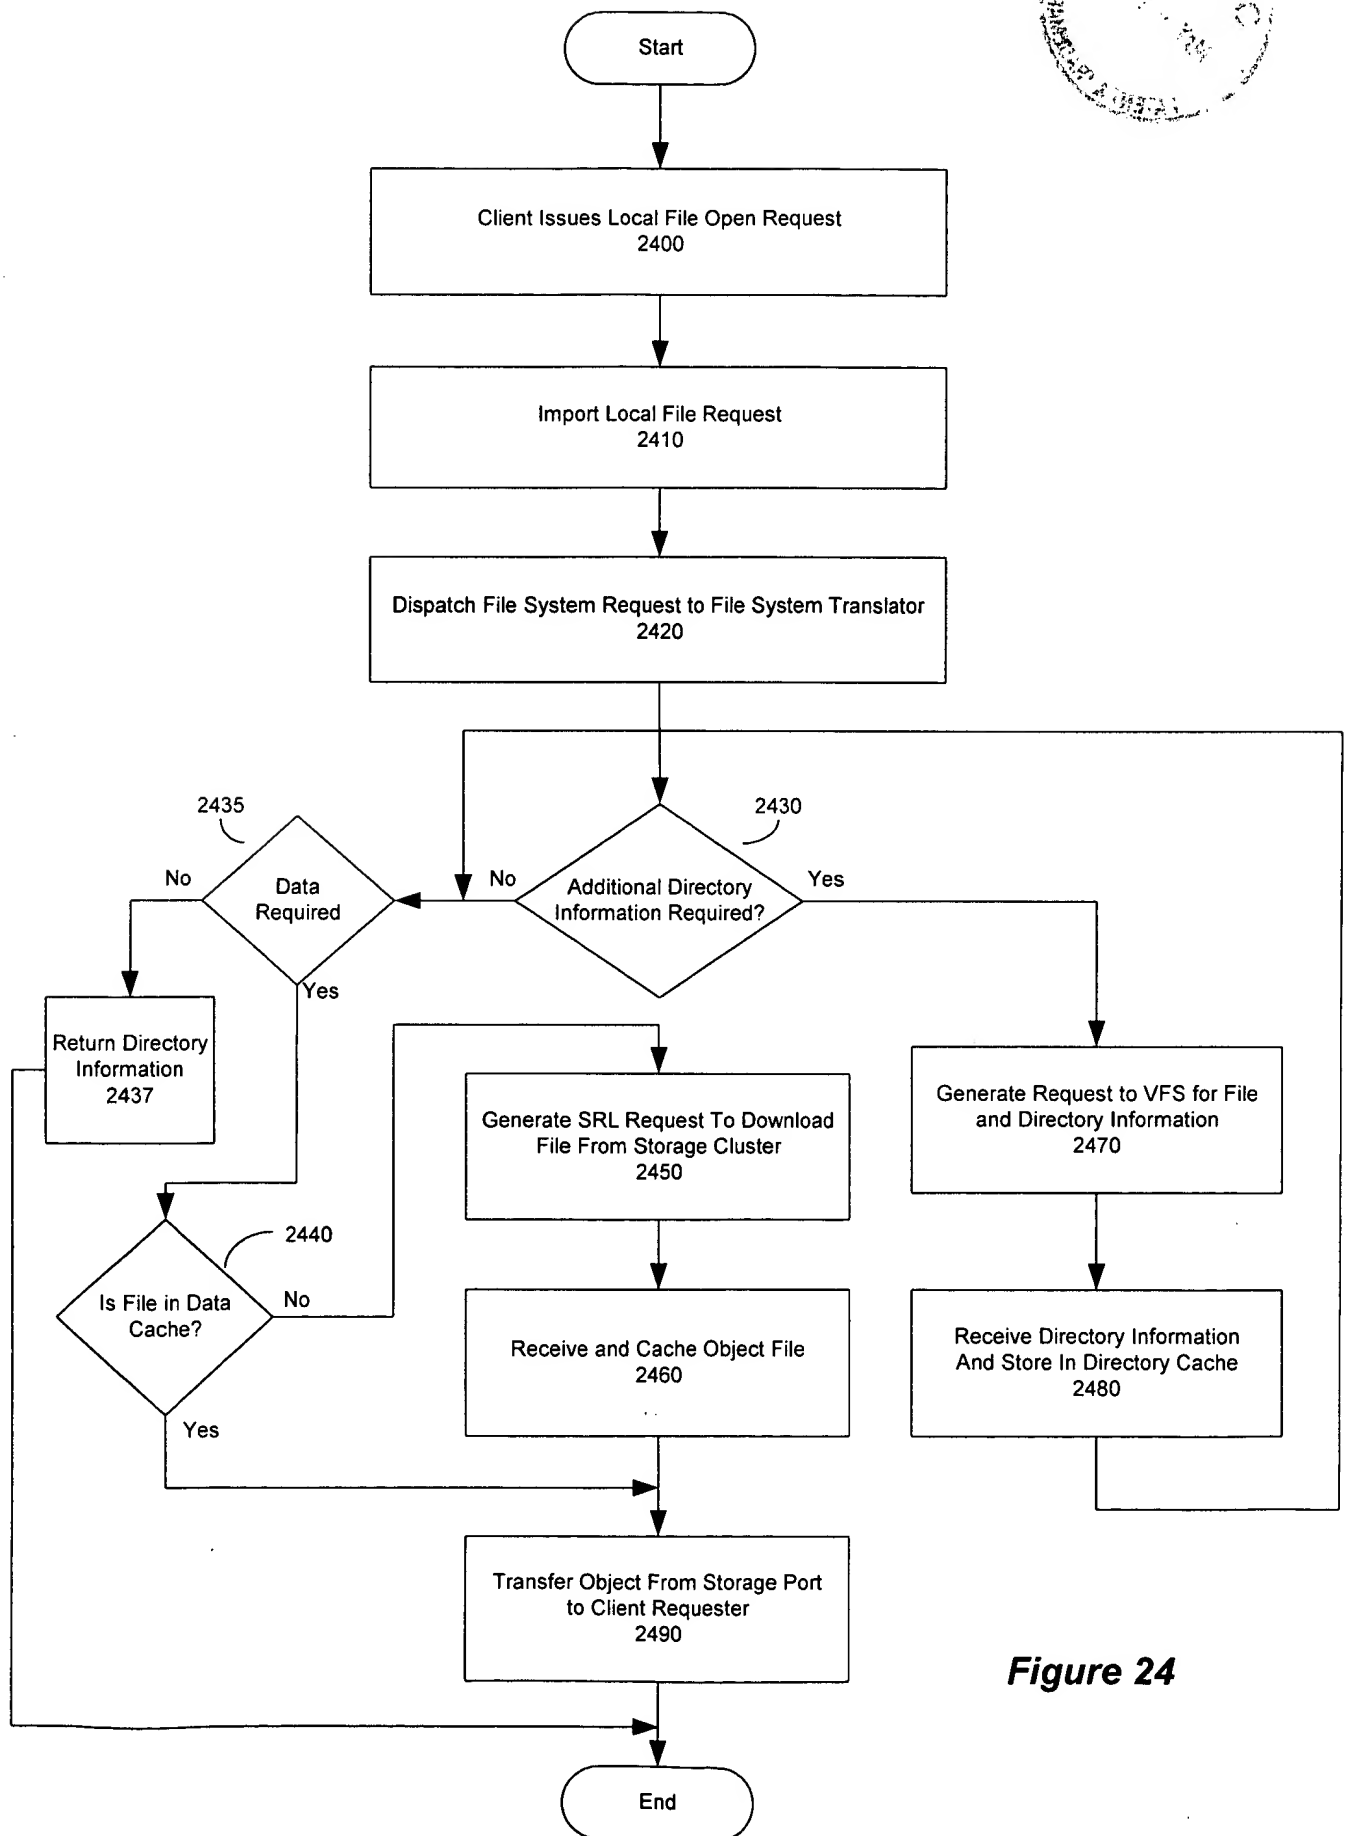 Start
Client Issues Local File Open Request
2400
Import Local File Request
2410
Dispatch File System Request to File System Translator
2420
2435
2430
No
Data
Required
No
Additional Directory
Information Required?
Yes
Yes
Return Directory
Information
2437
Generate SRL Request To Download
File From Storage Cluster
2450
Generate Request to VFS for File
and Directory Information
2470
2440
Is File in Data
Cache?
No
Receive and Cache Object File
2460
Receive Directory Information
And Store In Directory Cache
2480
Yes
Transfer Object From Storage Port
to Client Requester
2490
Figure 24
End